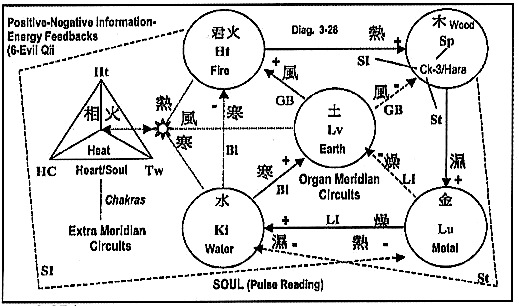 Positive-Negative Information-
Energy Feedbacks
(6-Evil Qi)
Diag. 3-28
君火
Ht
Fire
熱
+
木 Wood
Sp
Ck-3/Hara
SI
St
Ht
相火
Heat
HC
Tw
Heart/Soul
Chakras
Extra Meridian
Circuits
熱
風
寒
+
風
GB
-
寒
Bl
土
Lv
Earth
風
-
GB
濕
+
寒
+
Bl
Organ Meridian
Circuits
-
燥
LI
水
Ki
Water
+
LI
燥
濕
-
熱
-
金
Lu
Metal
SI
SOUL (Pulse Reading)
St